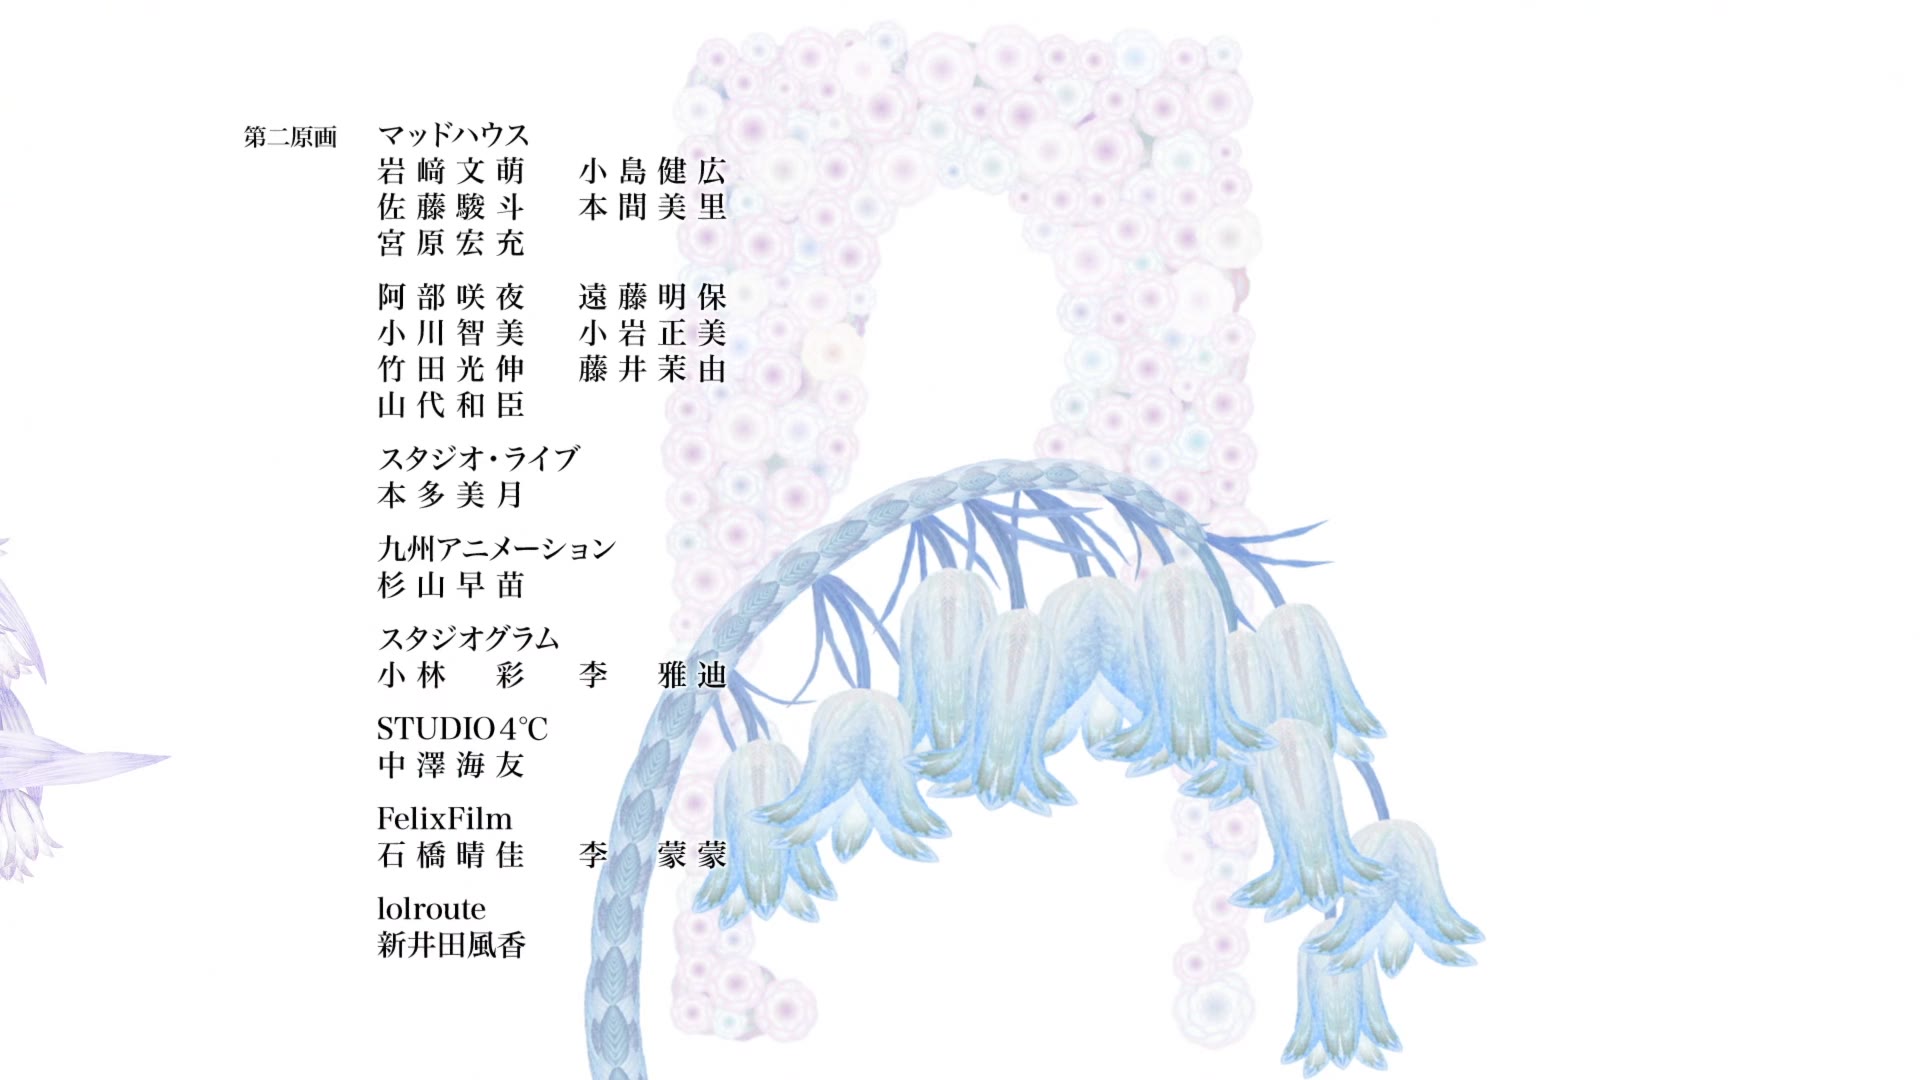 第二原画 マッドハウス
岩﨑文萌 小島健広
佐藤駿斗 本間美里
宮原宏充
阿部咲夜 遠藤明保
小川智美 小岩正美
竹田光伸 藤井茉由
山代和臣
スタジオ・ライブ
本多美月
九州アニメーション
杉山早苗
スタジオグラム
小林 彩 李 雅迪
STUDIO4℃
中澤海友
FelixFilm
石橋晴佳 李 蒙蒙
lolroute
新井田風香